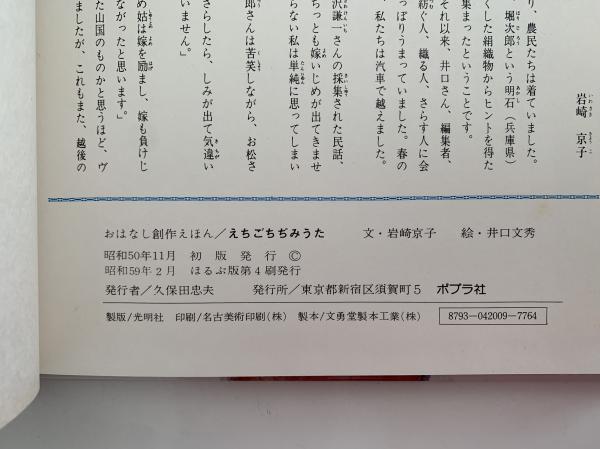 り、農民たちは着ていました。
堀次郎という明石（兵庫県）
くした絹織物からヒントを得た
集まったということです。
それ以来、井口さん、編集者、
紡ぐ人、織る人、さらす人に会
っぽりうまっていました。春の
、私たちは汽車で越えました。
沢謙一さんの採集された民話、
ちっとも嫁いじめが出てきませ
らない私は単純に思ってしまい
郎さんは苦笑しながら、お松さ
さらしたら、しみが出て気違い
いません。」
め姑は嫁を励まし、嫁も負けじ
ながったと思います」
た山国のものかと思うほど、ヴ
ましたが、これもまた、越後の
岩崎京子
おはなし創作えほん／えちごちぢみうた　文・岩崎京子　絵・井口文秀
昭和50年11月　初版発行　©
昭和59年2月　ほるぷ版第4刷発行
発行者／久保田忠夫　発行所／東京都新宿区須賀町5　ポプラ社
製版／光明社　印刷／名古美術印刷（株）　製本／文勇堂製本工業（株）　8793-042009-7764